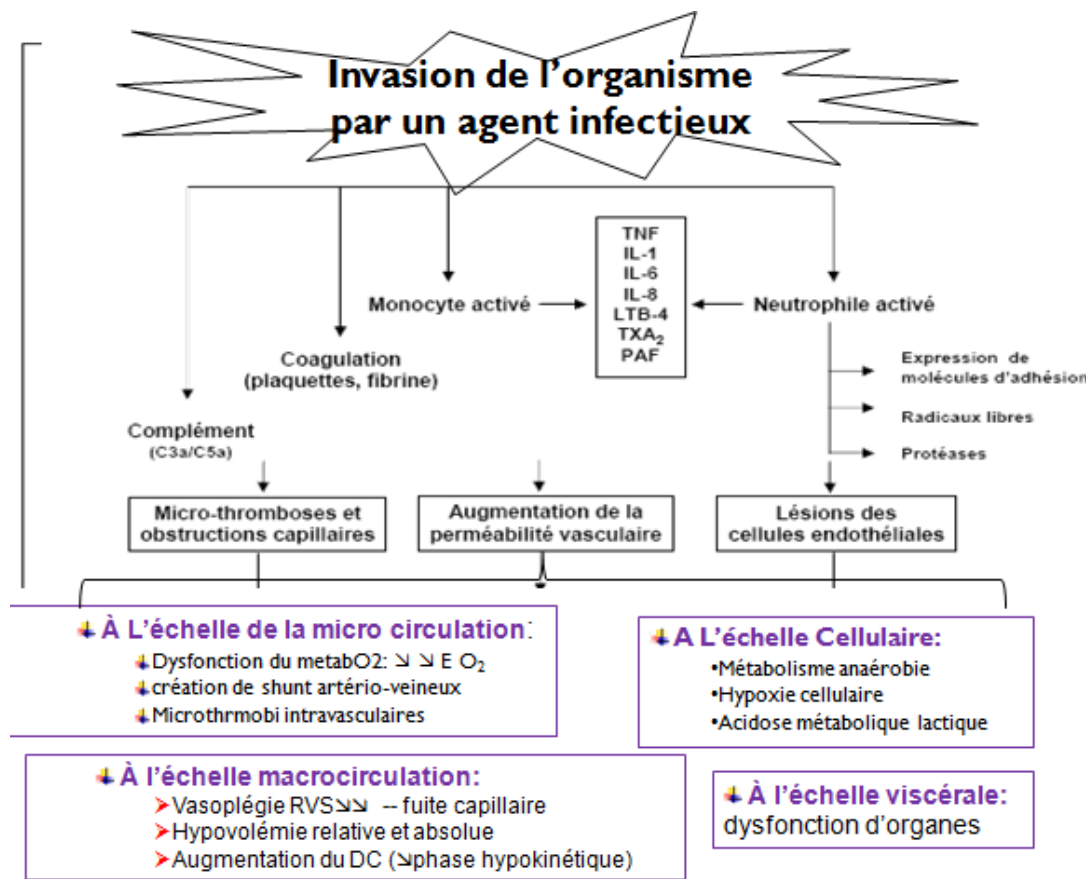 Invasion de l'organisme
par un agent infectieux
TNF
IL-1
IL-6
IL-8
LTB-4
TXA₂
PAF
Monocyte activé
Neutrophile activé
Coagulation
(plaquettes, fibrine)
Expression de
molécules d'adhésion
Radicaux libres
Complément
(C3a/C5a)
Protéases
Micro-thromboses et
obstructions capillaires
Augmentation de la
perméabilité vasculaire
Lésions des
cellules endothéliales
À L'échelle de la micro circulation:
Dysfonction du metabO2: ↘ ↘ E O₂
création de shunt artério-veineux
Microthrmobi intravasculaires
A L'échelle Cellulaire:
•Métabolisme anaérobie
•Hypoxie cellulaire
•Acidose métabolique lactique
À l'échelle macrocirculation:
➤Vasoplégie RVS↘↘ -- fuite capillaire
➤Hypovolémie relative et absolue
➤Augmentation du DC (↘phase hypokinétique)
À l'échelle viscérale:
dysfonction d'organes